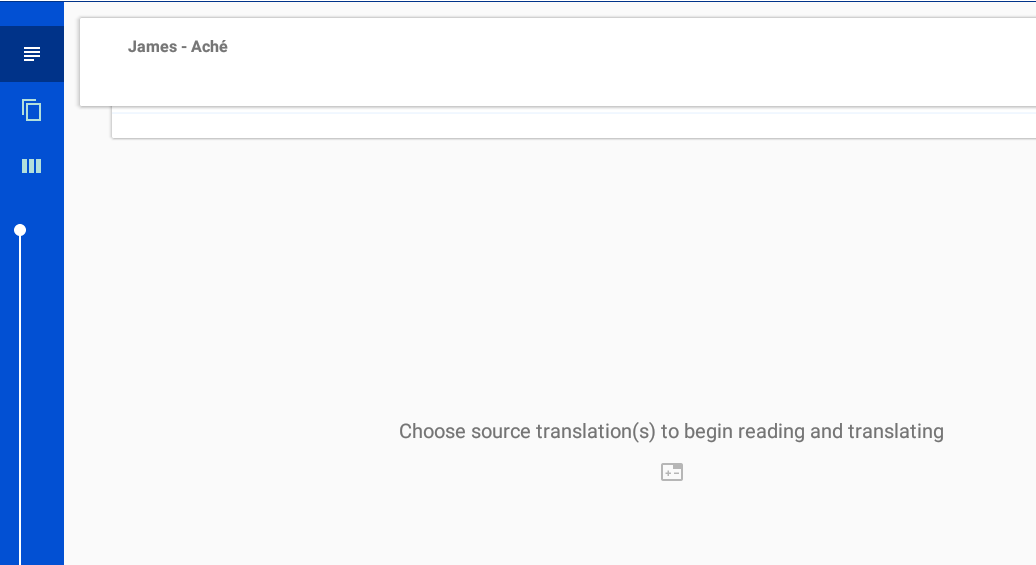 James - Aché
Choose source translation(s) to begin reading and translating